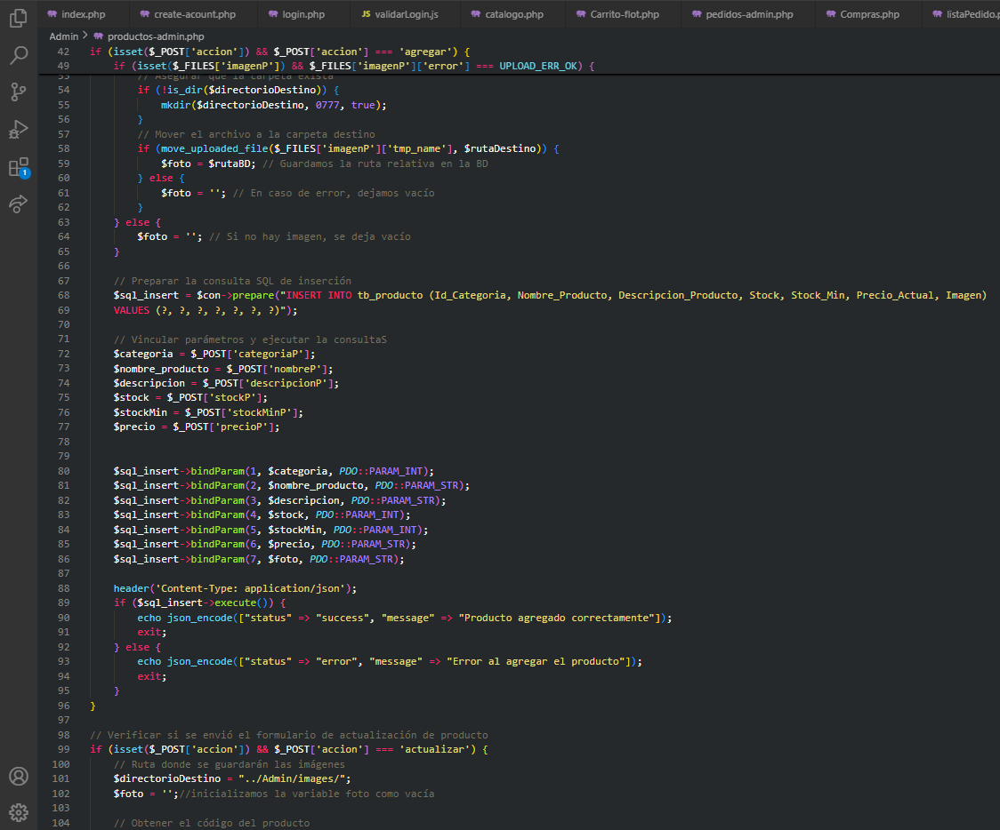 index.php
create-acount.php
login.php
JS validarLogin.js
catalogo.php
Carrito-flot.php
pedidos-admin.php
Compras.php
listaPedido.p
Admin > productos-admin.php
42 if (isset($_POST['accion']) && $_POST['accion'] === 'agregar') {
49 if (isset($_FILES['imagenP']) && $_FILES['imagenP']['error'] === UPLOAD_ERR_OK) {
53 // Asegurar que la carpeta exista
54 if (!is_dir($directorioDestino)) {
55 mkdir($directorioDestino, 0777, true);
56 }
57 // Mover el archivo a la carpeta destino
58 if (move_uploaded_file($_FILES['imagenP']['tmp_name'], $rutaDestino)) {
59 $foto = $rutaBD; // Guardamos la ruta relativa en la BD
60 } else {
61 $foto = ''; // En caso de error, dejamos vacío
62 }
63 } else {
64 $foto = ''; // Si no hay imagen, se deja vacío
65 }
66
67 // Preparar la consulta SQL de inserción
68 $sql_insert = $con->prepare("INSERT INTO tb_producto (Id_Categoria, Nombre_Producto, Descripcion_Producto, Stock, Stock_Min, Precio_Actual, Imagen)
69 VALUES (?, ?, ?, ?, ?, ?, ?)");
70
71 // Vincular parámetros y ejecutar la consultaS
72 $categoria = $_POST['categoriaP'];
73 $nombre_producto = $_POST['nombreP'];
74 $descripcion = $_POST['descripcionP'];
75 $stock = $_POST['stockP'];
76 $stockMin = $_POST['stockMinP'];
77 $precio = $_POST['precioP'];
78
79
80 $sql_insert->bindParam(1, $categoria, PDO::PARAM_INT);
81 $sql_insert->bindParam(2, $nombre_producto, PDO::PARAM_STR);
82 $sql_insert->bindParam(3, $descripcion, PDO::PARAM_STR);
83 $sql_insert->bindParam(4, $stock, PDO::PARAM_INT);
84 $sql_insert->bindParam(5, $stockMin, PDO::PARAM_INT);
85 $sql_insert->bindParam(6, $precio, PDO::PARAM_STR);
86 $sql_insert->bindParam(7, $foto, PDO::PARAM_STR);
87
88 header('Content-Type: application/json');
89 if ($sql_insert->execute()) {
90 echo json_encode(["status" => "success", "message" => "Producto agregado correctamente"]);
91 exit;
92 } else {
93 echo json_encode(["status" => "error", "message" => "Error al agregar el producto"]);
94 exit;
95 }
96 }
97
98 // Verificar si se envió el formulario de actualización de producto
99 if (isset($_POST['accion']) && $_POST['accion'] === 'actualizar') {
100 // Ruta donde se guardarán las imágenes
101 $directorioDestino = "../Admin/images/";
102 $foto = '';//inicializamos la variable foto como vacía
103
104 // Obtener el código del producto
1